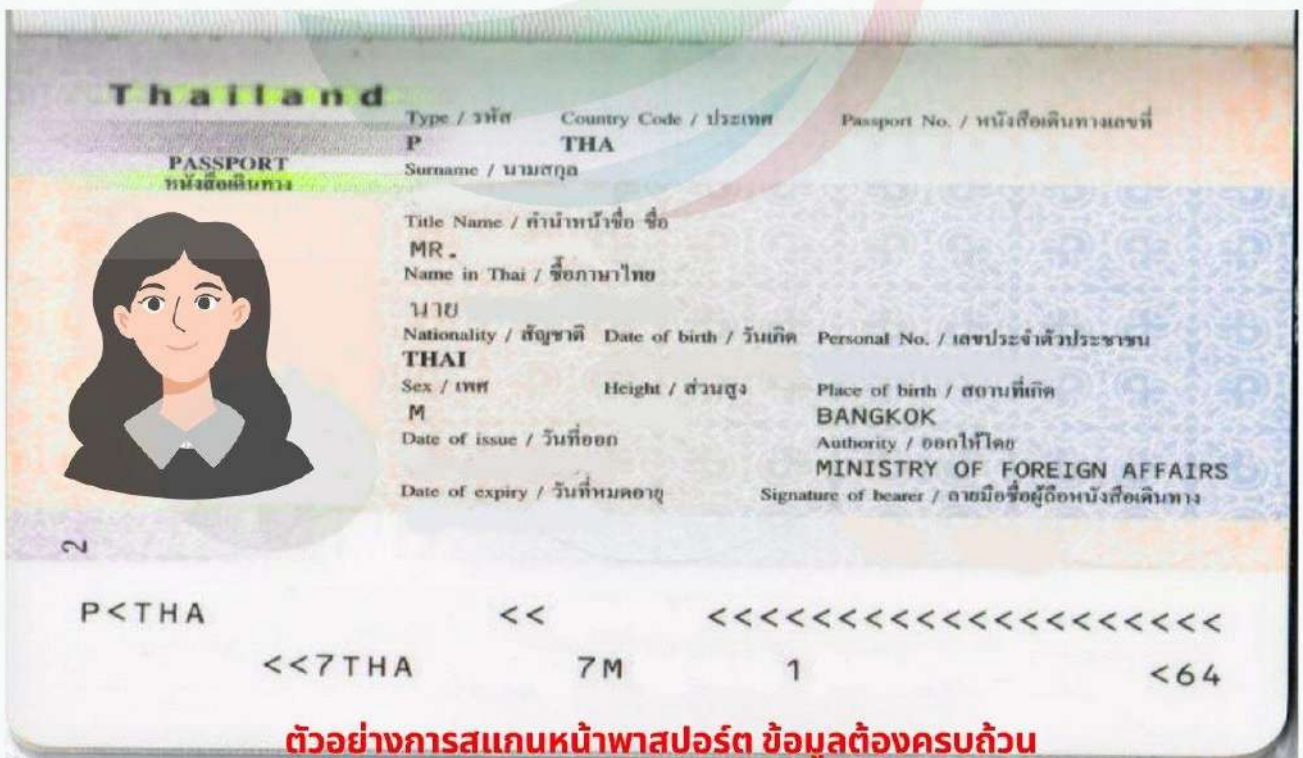 Thailand
Type / รหัส Country Code / ประเทศ Passport No. / หนังสือเดินทางเลขที่
P THA
PASSPORT
หนังสือเดินทาง
Surname / นามสกุล
Title Name / คำนำหน้าชื่อ ชื่อ
MR.
Name in Thai / ชื่อภาษาไทย
นาย
Nationality / สัญชาติ Date of birth / วันเกิด Personal No. / เลขประจำตัวประชาชน
THAI
Sex / เพศ Height / ส่วนสูง Place of birth / สถานที่เกิด
M BANGKOK
Date of issue / วันที่ออก Authority / ออกให้โดย
MINISTRY OF FOREIGN AFFAIRS
Date of expiry / วันที่หมดอายุ Signature of bearer / ลายมือชื่อผู้ถือหนังสือเดินทาง
2
P<THA << <<<<<<<<<<<<<<<<<<<<
<<7THA 7M 1 <64
ตัวอย่างการสแกนหน้าพาสปอร์ต ข้อมูลต้องครบถ้วน